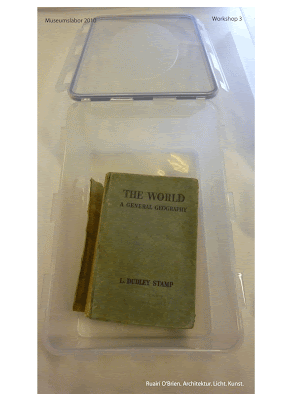 Museumslabor 2010
Workshop 3
THE WORLD
A GENERAL GEOGRAPHY
L. DUDLEY STAMP
Ruairí O'Brien. Architektur. Licht. Kunst.